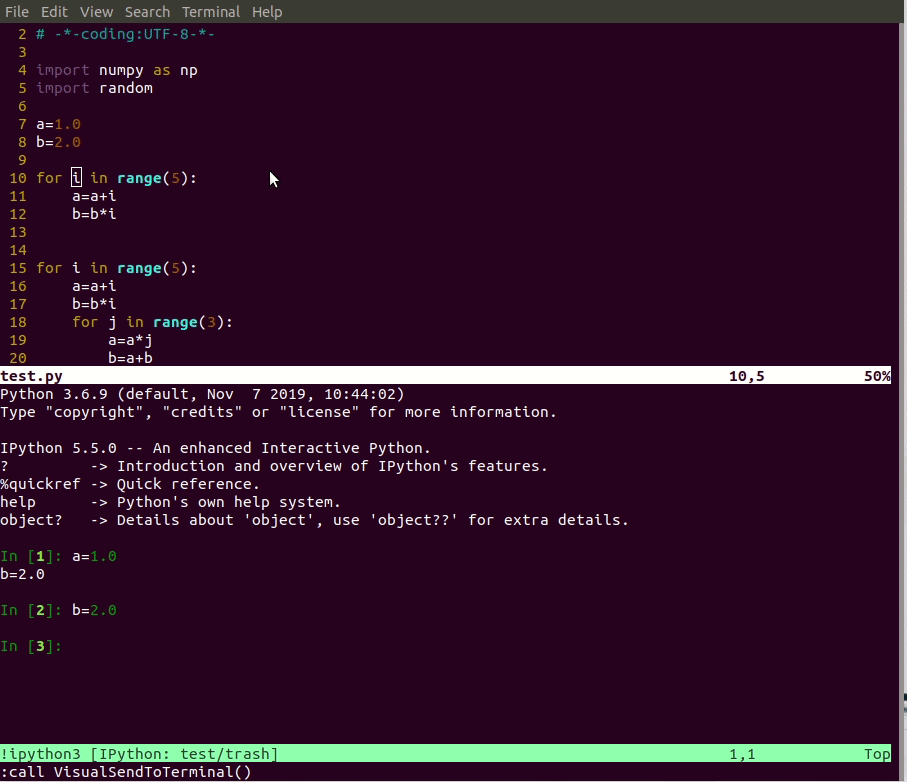 File Edit View Search Terminal Help
2 # -*-coding:UTF-8-*-
3
4 import numpy as np
5 import random
6
7 a=1.0
8 b=2.0
9
10 for i in range(5):
11     a=a+i
12     b=b*i
13
14
15 for i in range(5):
16     a=a+i
17     b=b*i
18     for j in range(3):
19         a=a*j
20         b=a+b
test.py 10,5 50%
Python 3.6.9 (default, Nov  7 2019, 10:44:02)
Type "copyright", "credits" or "license" for more information.

IPython 5.5.0 -- An enhanced Interactive Python.
?         -> Introduction and overview of IPython's features.
%quickref -> Quick reference.
help      -> Python's own help system.
object?   -> Details about 'object', use 'object??' for extra details.

In [1]: a=1.0
b=2.0

In [2]: b=2.0

In [3]:
!ipython3 [IPython: test/trash] 1,1 Top
:call VisualSendToTerminal()